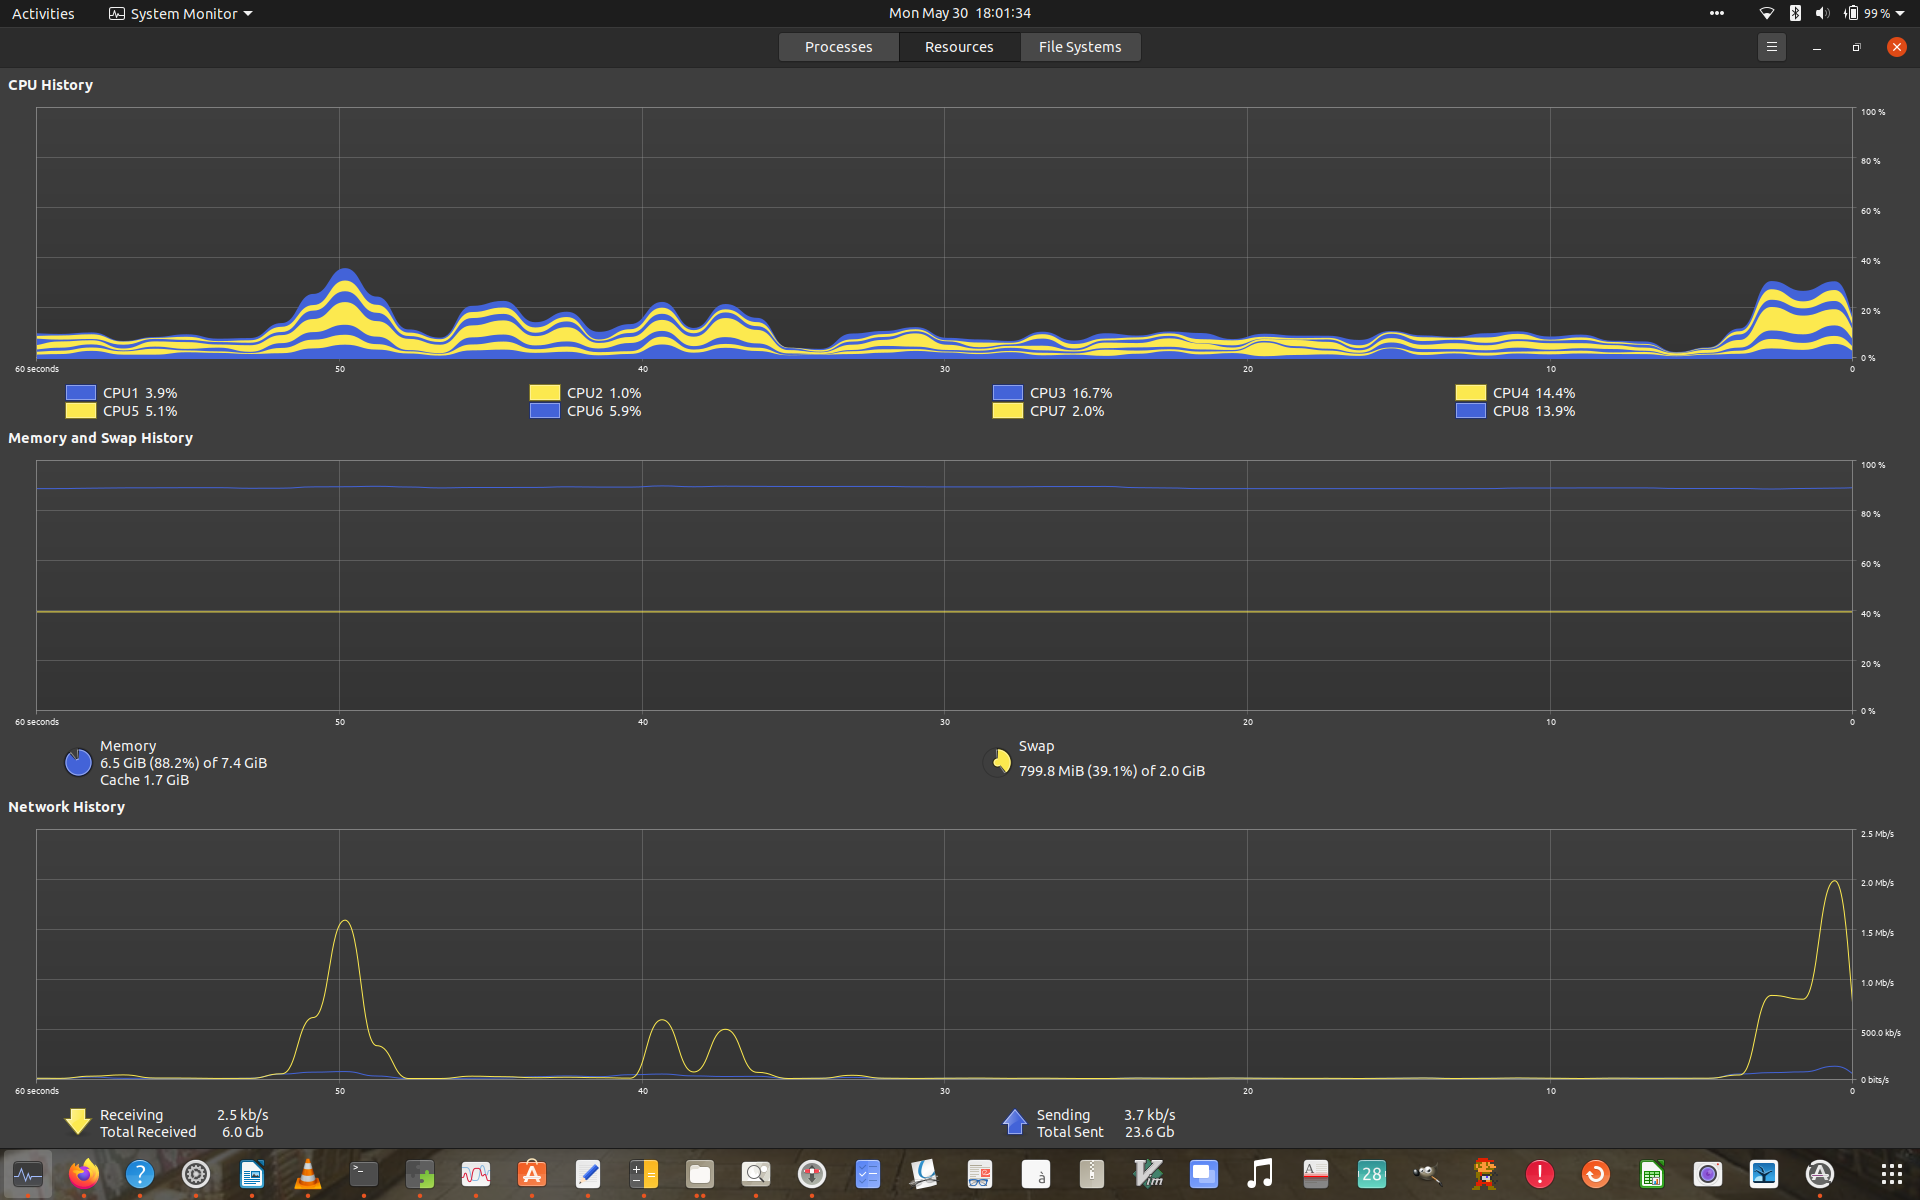 Activities System Monitor Mon May 30 18:01:34 99 %
Processes Resources File Systems
CPU History
100 %
80 %
60 %
40 %
20 %
0 %
60 seconds 50 40 30 20 10 0
CPU1 3.9% CPU2 1.0% CPU3 16.7% CPU4 14.4%
CPU5 5.1% CPU6 5.9% CPU7 2.0% CPU8 13.9%
Memory and Swap History
100 %
80 %
60 %
40 %
20 %
0 %
60 seconds 50 40 30 20 10 0
Memory
6.5 GiB (88.2%) of 7.4 GiB
Cache 1.7 GiB
Swap
799.8 MiB (39.1%) of 2.0 GiB
Network History
2.5 Mb/s
2.0 Mb/s
1.5 Mb/s
1.0 Mb/s
500.0 kb/s
0 bits/s
60 seconds 50 40 30 20 10 0
Receiving 2.5 kb/s
Total Received 6.0 Gb
Sending 3.7 kb/s
Total Sent 23.6 Gb
? >_ à Vim A 28 !